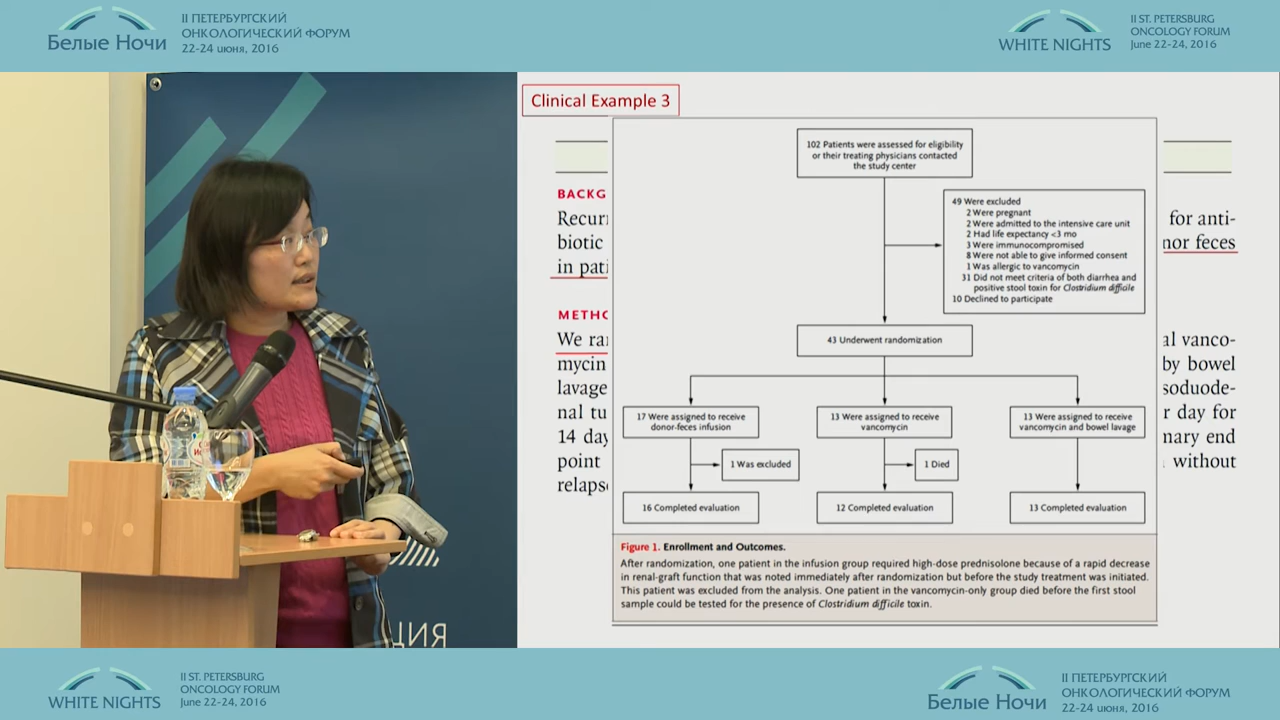 II ПЕТЕРБУРГСКИЙ
ОНКОЛОГИЧЕСКИЙ ФОРУМ
22-24 июня, 2016
Белые Ночи
II ST. PETERSBURG
ONCOLOGY FORUM
June 22-24, 2016
WHITE NIGHTS
Clinical Example 3
BACKG
Recur
biotic
in pati
for anti-
nor feces
METHO
We ra
mycin
lavage
nal tu
14 day
point
relaps
al vanco-
by bowel
soduode-
r day for
nary end
without
102 Patients were assessed for eligibility
or their treating physicians contacted
the study center
49 Were excluded
2 Were pregnant
2 Were admitted to the intensive care unit
2 Had life expectancy <3 mo
3 Were immunocompromised
8 Were not able to give informed consent
1 Was allergic to vancomycin
31 Did not meet criteria of both diarrhea and
positive stool toxin for Clostridium difficile
10 Declined to participate
43 Underwent randomization
17 Were assigned to receive
donor-feces infusion
13 Were assigned to receive
vancomycin
13 Were assigned to receive
vancomycin and bowel lavage
1 Was excluded
1 Died
16 Completed evaluation
12 Completed evaluation
13 Completed evaluation
Figure 1. Enrollment and Outcomes.
After randomization, one patient in the infusion group required high-dose prednisolone because of a rapid decrease
in renal-graft function that was noted immediately after randomization but before the study treatment was initiated.
This patient was excluded from the analysis. One patient in the vancomycin-only group died before the first stool
sample could be tested for the presence of Clostridium difficile toxin.
WHITE NIGHTS
II ST. PETERSBURG
ONCOLOGY FORUM
June 22-24, 2016
Белые Ночи
II ПЕТЕРБУРГСКИЙ
ОНКОЛОГИЧЕСКИЙ ФОРУМ
22-24 июня, 2016